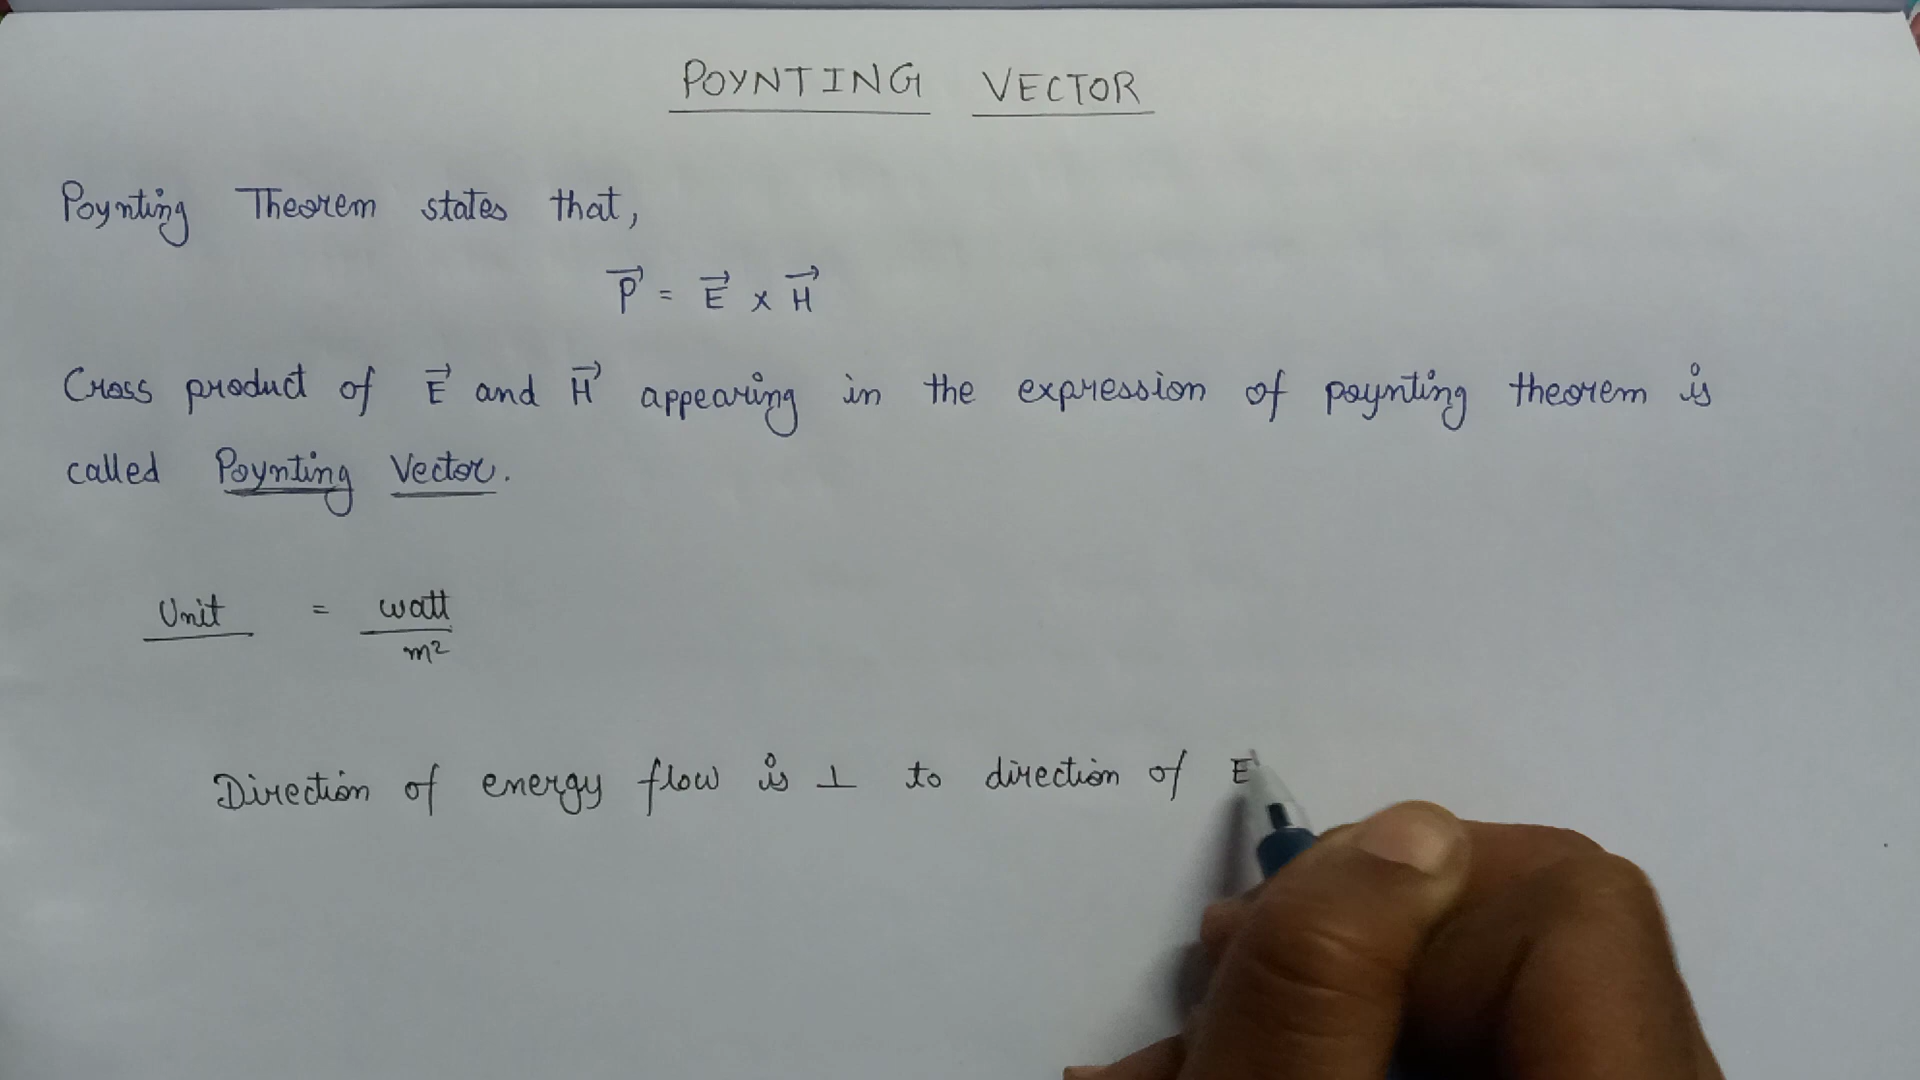 POYNTING VECTOR
Poynting Theorem states that,
P⃗ = E⃗ x H⃗
Cross product of E⃗ and H⃗ appearing in the expression of poynting theorem is
called Poynting Vector.
Unit = watt
m²
Direction of energy flow is ⊥ to direction of E